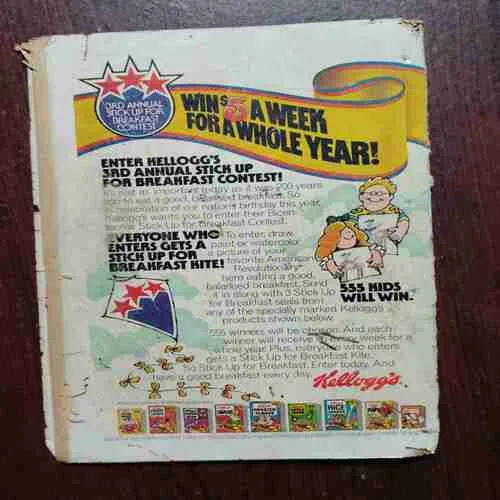 3RD ANNUAL
STICK UP FOR
BREAKFAST
CONTEST
WIN $5 A WEEK
FOR A WHOLE YEAR!
ENTER KELLOGG'S
3RD ANNUAL STICK UP
FOR BREAKFAST CONTEST!
It's just as important today as it was 200 years
ago to eat a good, balanced breakfast. So
in celebration of our nation's birthday this year,
Kellogg's wants you to enter their Bicen-
tennial Stick Up for Breakfast Contest.
EVERYONE WHO
ENTERS GETS A
STICK UP FOR
BREAKFAST KITE!
To enter, draw,
paint or watercolor
a picture of your
favorite American
Revolutionary
hero eating a good,
balanced breakfast. Send
it in along with 3 Stick Up
for Breakfast seals from
any of the specially marked Kellogg's
products shown below.
555 KIDS
WILL WIN.
555 winners will be chosen. And each
winner will receive every week for a
whole year. Plus, everyone who enters
gets a Stick Up for Breakfast Kite.
So Stick Up for Breakfast. Enter today. And
have a good breakfast every day.
Kellogg's